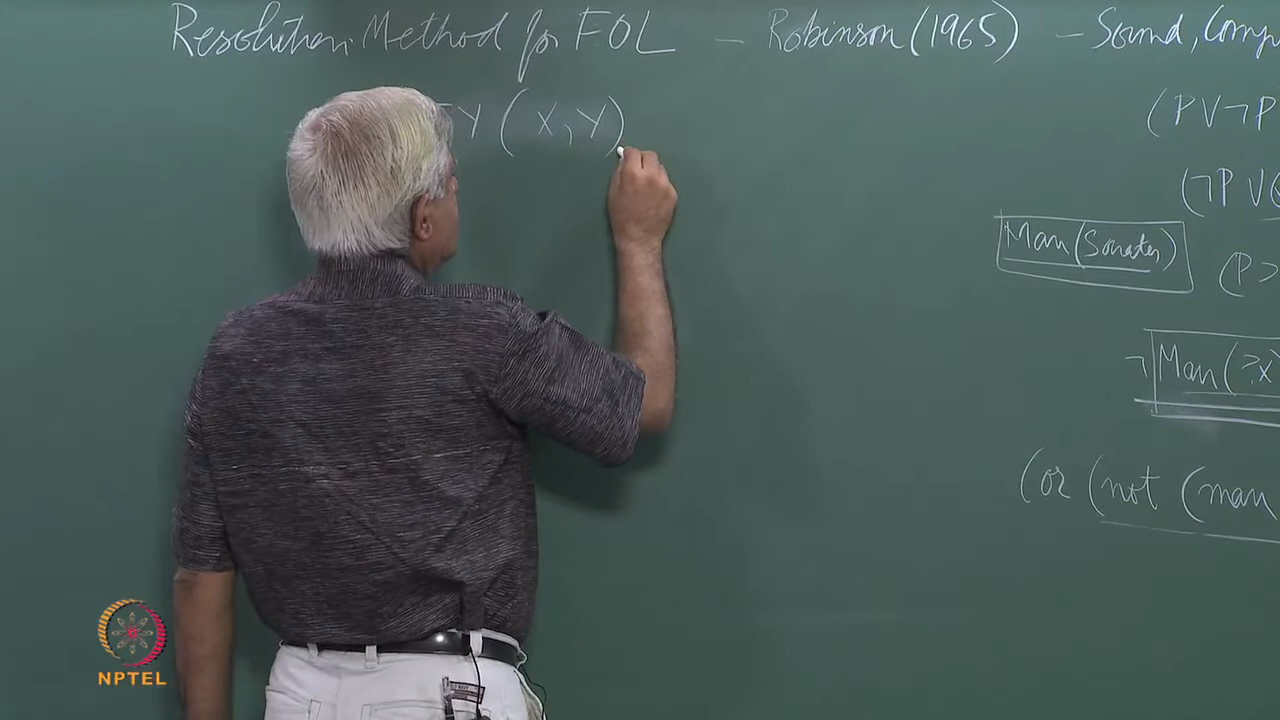 Resolution Method for FOL – Robinson (1965) – Sound, Comp
Y (X, Y)
(P V ¬P
(¬P V
Man (Socrates)
(P >
¬ Man (?x)
(or (not (man
NPTEL